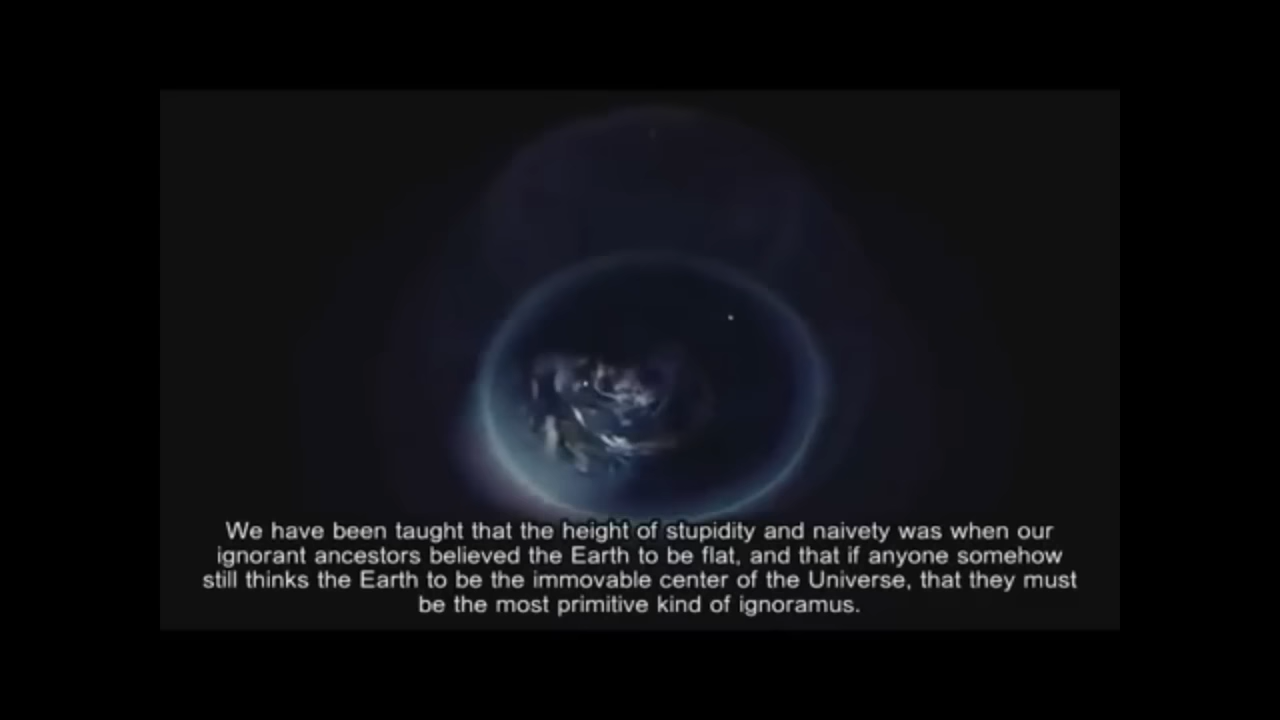 We have been taught that the height of stupidity and naivety was when our
ignorant ancestors believed the Earth to be flat, and that if anyone somehow
still thinks the Earth to be the immovable center of the Universe, that they must
be the most primitive kind of ignoramus.